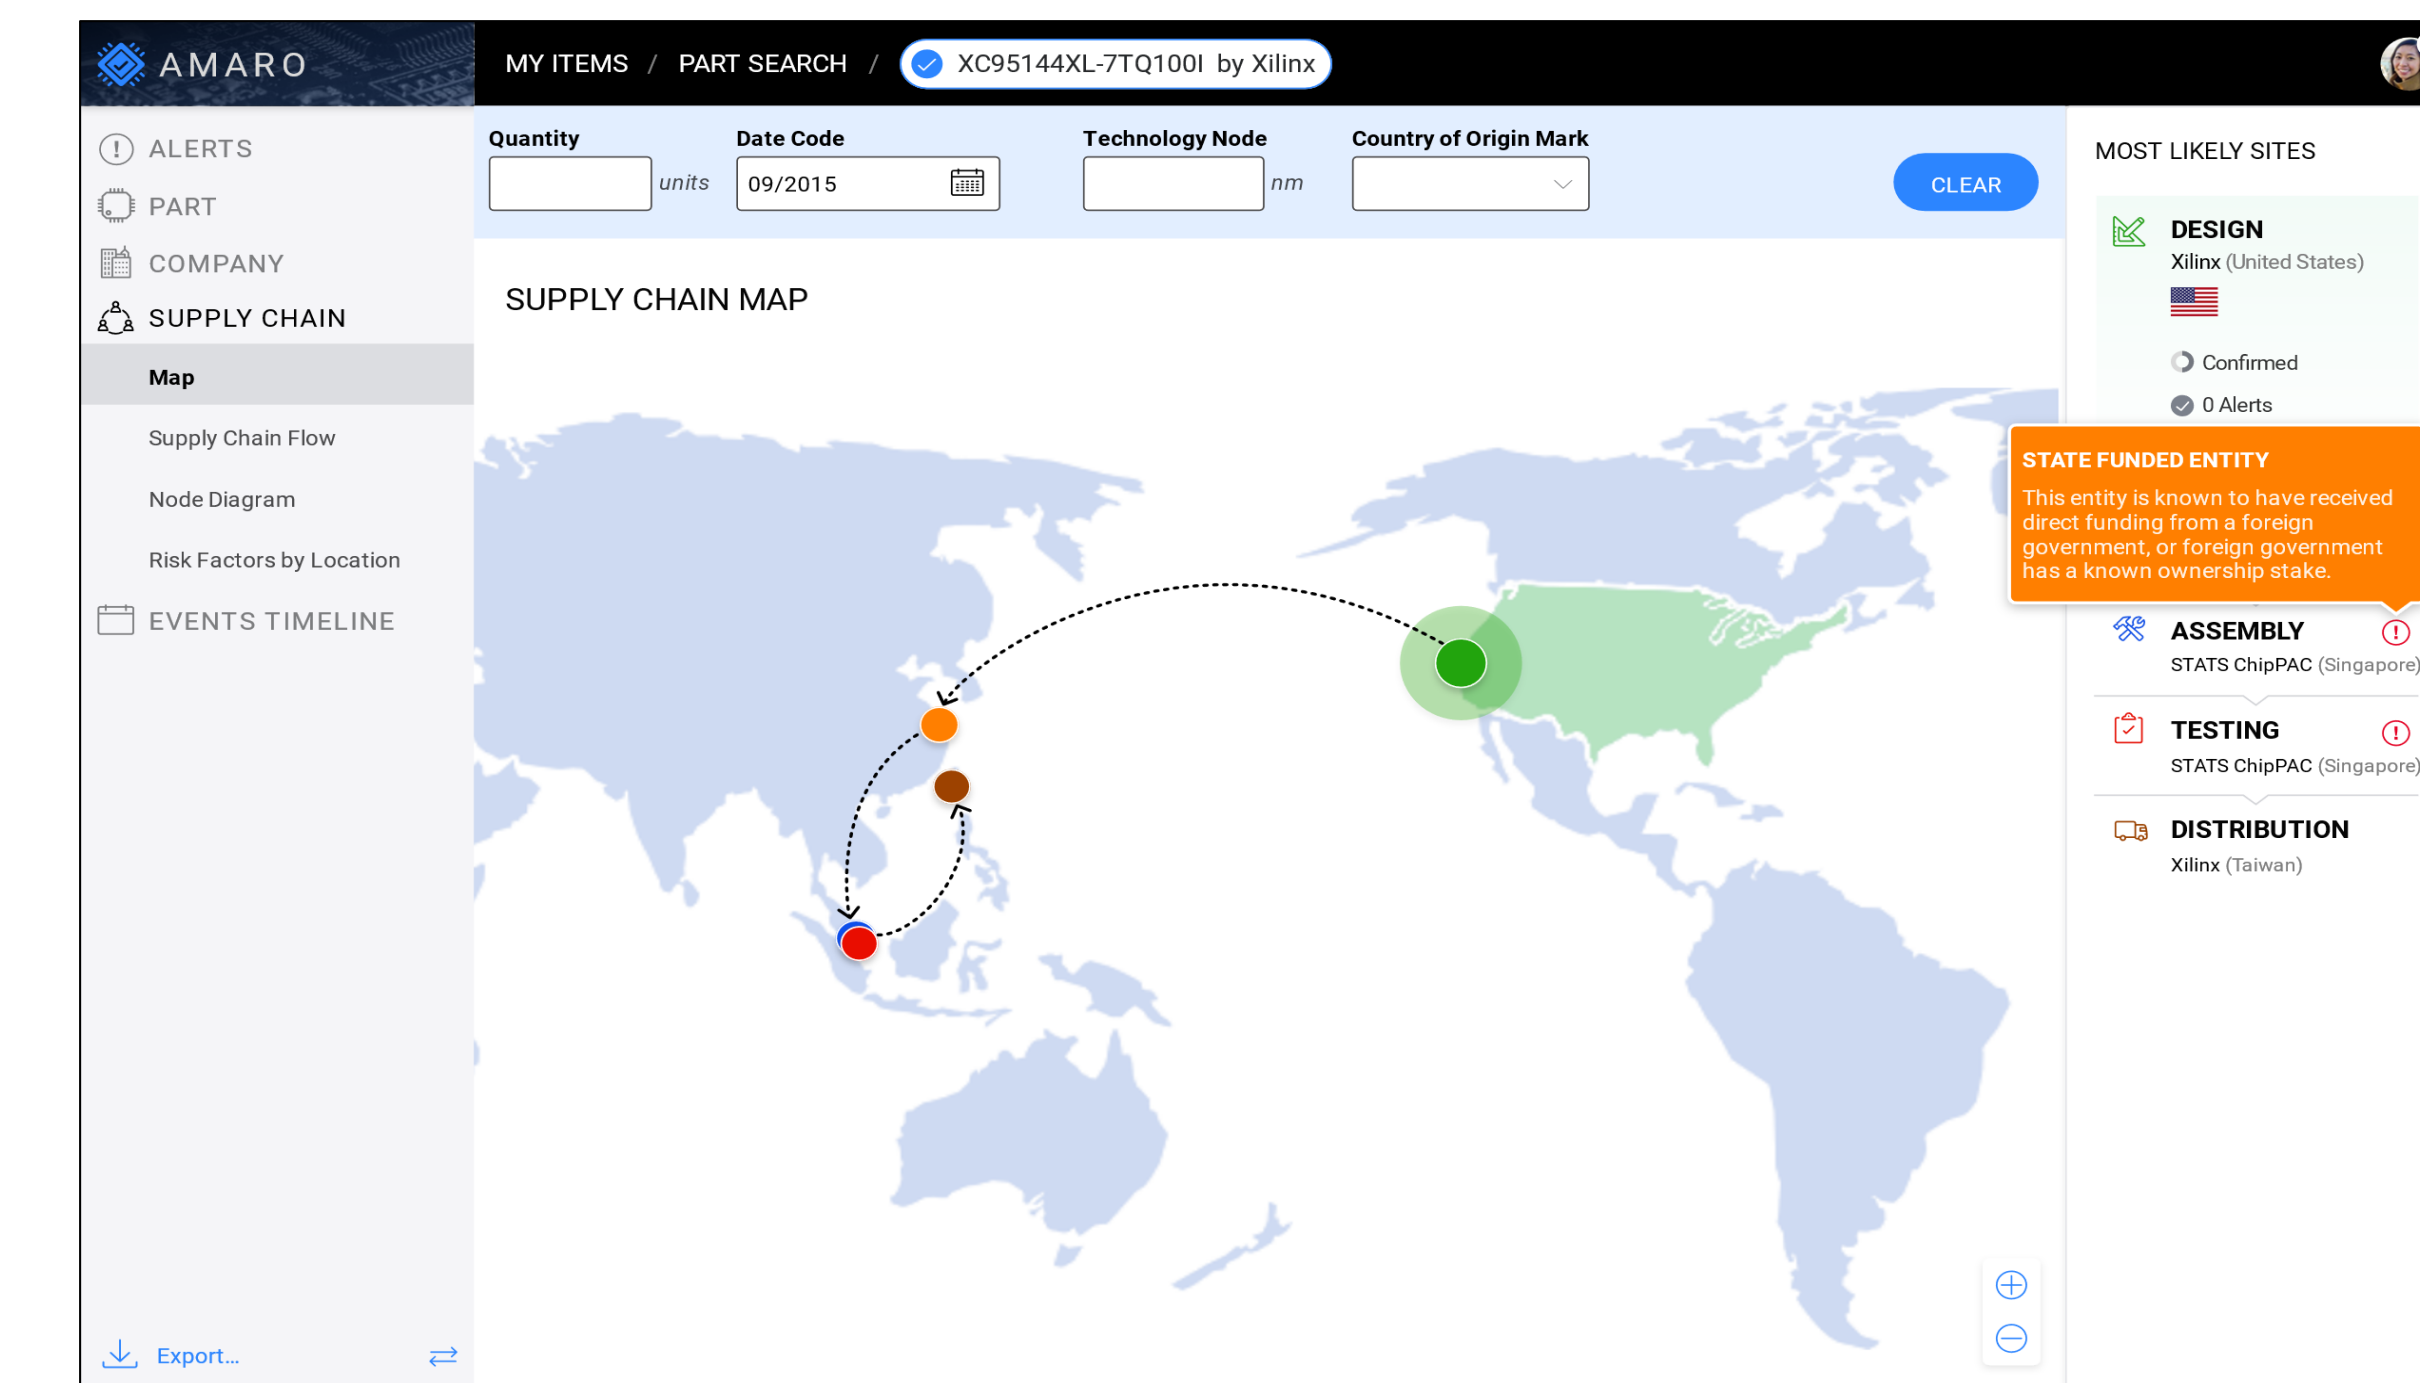 AMARO
MY ITEMS / PART SEARCH / XC95144XL-7TQ100I by Xilinx
ALERTS
PART
COMPANY
SUPPLY CHAIN
Map
Supply Chain Flow
Node Diagram
Risk Factors by Location
EVENTS TIMELINE
Export...
Quantity
units
Date Code
09/2015
Technology Node
nm
Country of Origin Mark
CLEAR
SUPPLY CHAIN MAP
MOST LIKELY SITES
DESIGN
Xilinx (United States)
Confirmed
0 Alerts
STATE FUNDED ENTITY
This entity is known to have received
direct funding from a foreign
government, or foreign government
has a known ownership stake.
ASSEMBLY
STATS ChipPAC (Singapore)
TESTING
STATS ChipPAC (Singapore)
DISTRIBUTION
Xilinx (Taiwan)